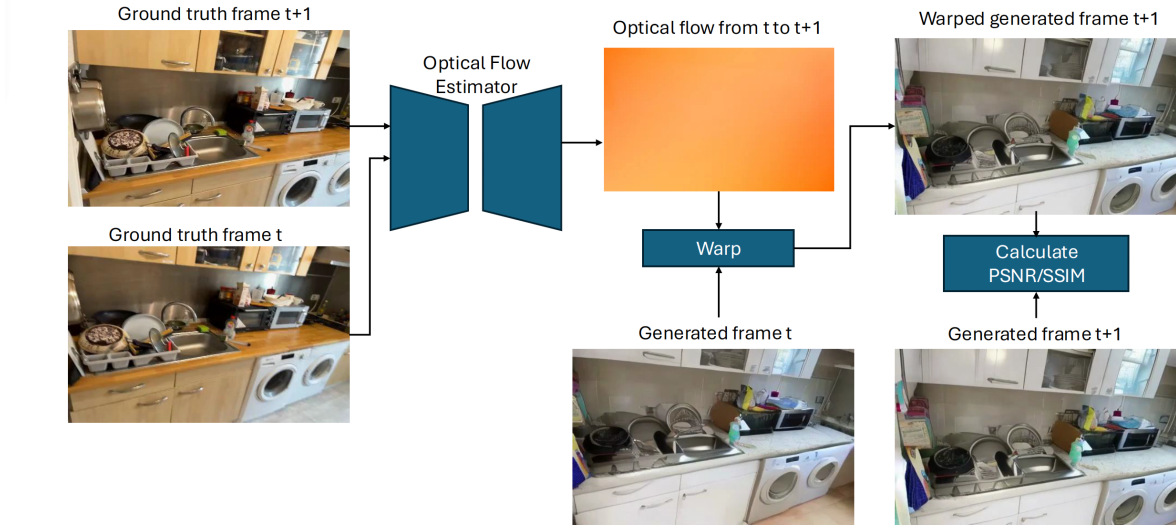 Ground truth frame t+1
Optical Flow
Estimator
Optical flow from t to t+1
Warped generated frame t+1
Ground truth frame t
Warp
Calculate
PSNR/SSIM
Generated frame t
Generated frame t+1